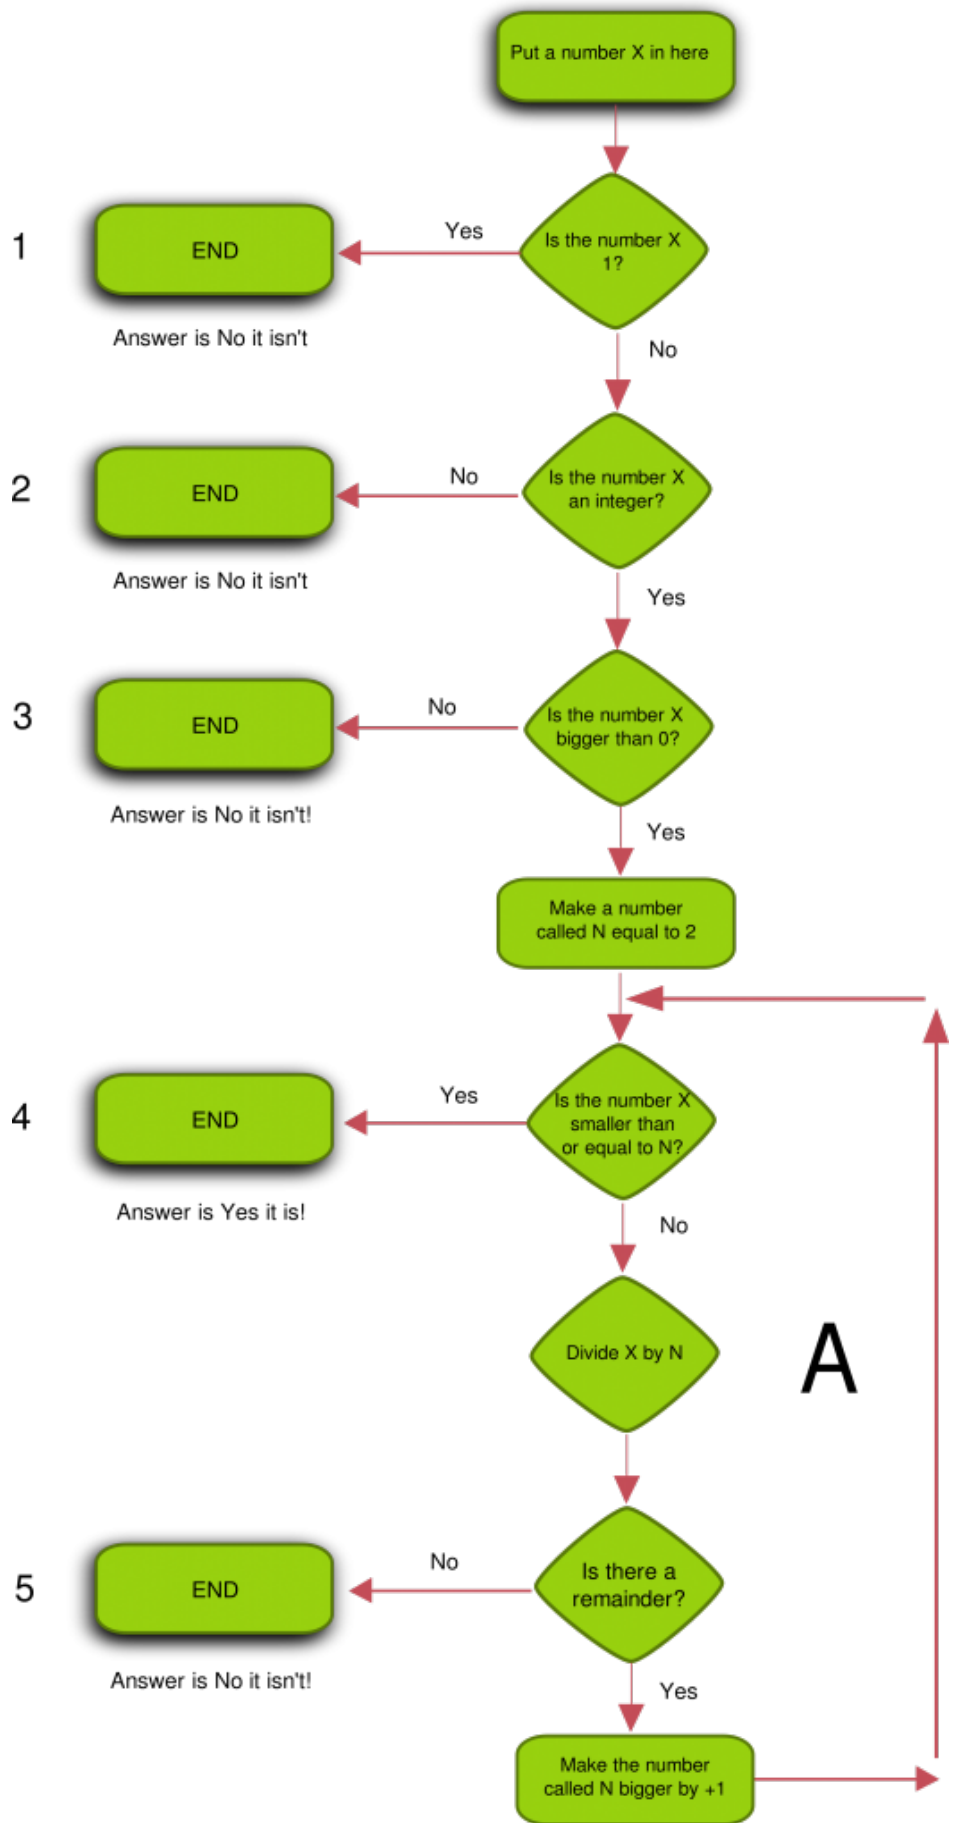 Put a number X in here
1
END
Yes
Is the number X
1?
Answer is No it isn't
No
2
END
No
Is the number X
an integer?
Answer is No it isn't
Yes
3
END
No
Is the number X
bigger than 0?
Answer is No it isn't!
Yes
Make a number
called N equal to 2
4
END
Yes
Is the number X
smaller than
or equal to N?
Answer is Yes it is!
No
Divide X by N
A
5
END
No
Is there a
remainder?
Answer is No it isn't!
Yes
Make the number
called N bigger by +1